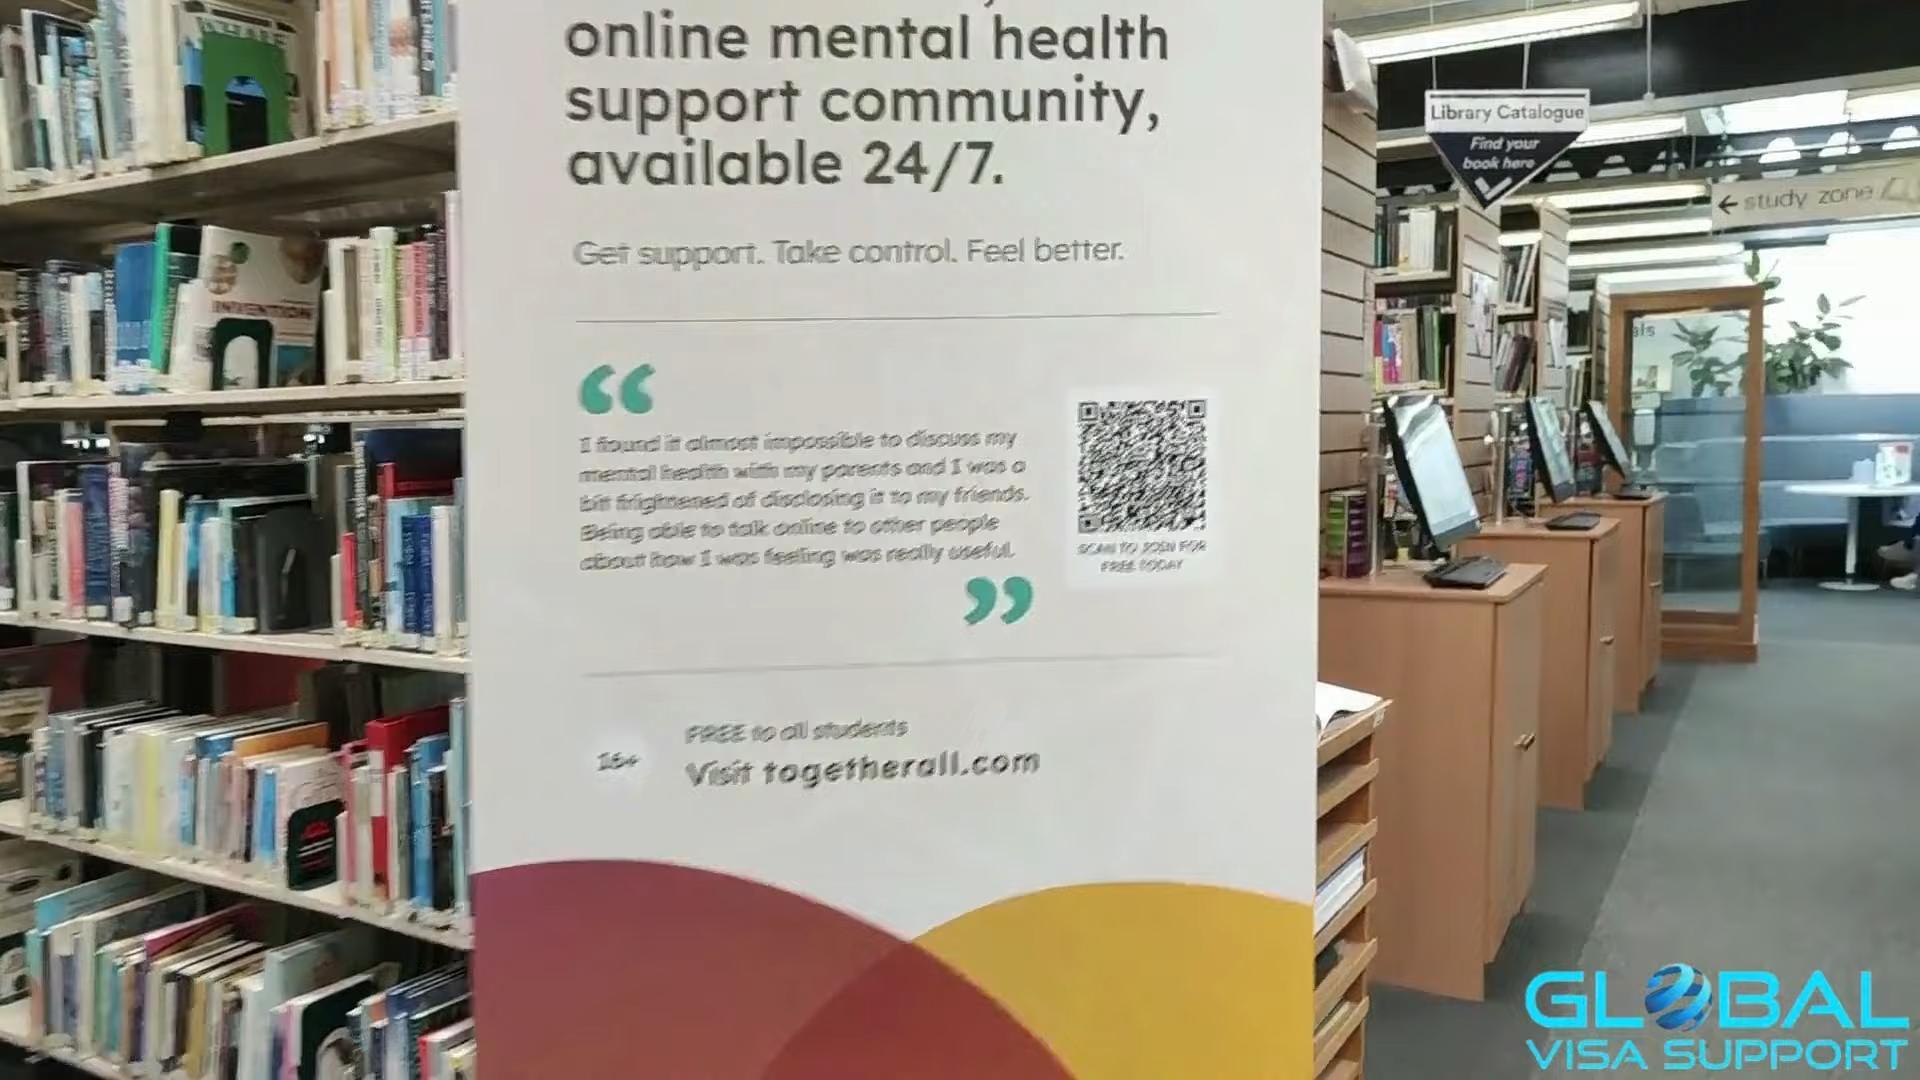 online mental health
support community,
available 24/7.
Get support. Take control. Feel better.
“
I found it almost impossible to discuss my
mental health with my parents and I was a
bit frightened of disclosing it to my friends.
Being able to talk online to other people
about how I was feeling was really useful.
”
SCAN TO JOIN FOR
FREE TODAY
16+
FREE to all students
Visit togetherall.com
Library Catalogue
Find your
book here
← study zone
INVENTION
GLOBAL
VISA SUPPORT